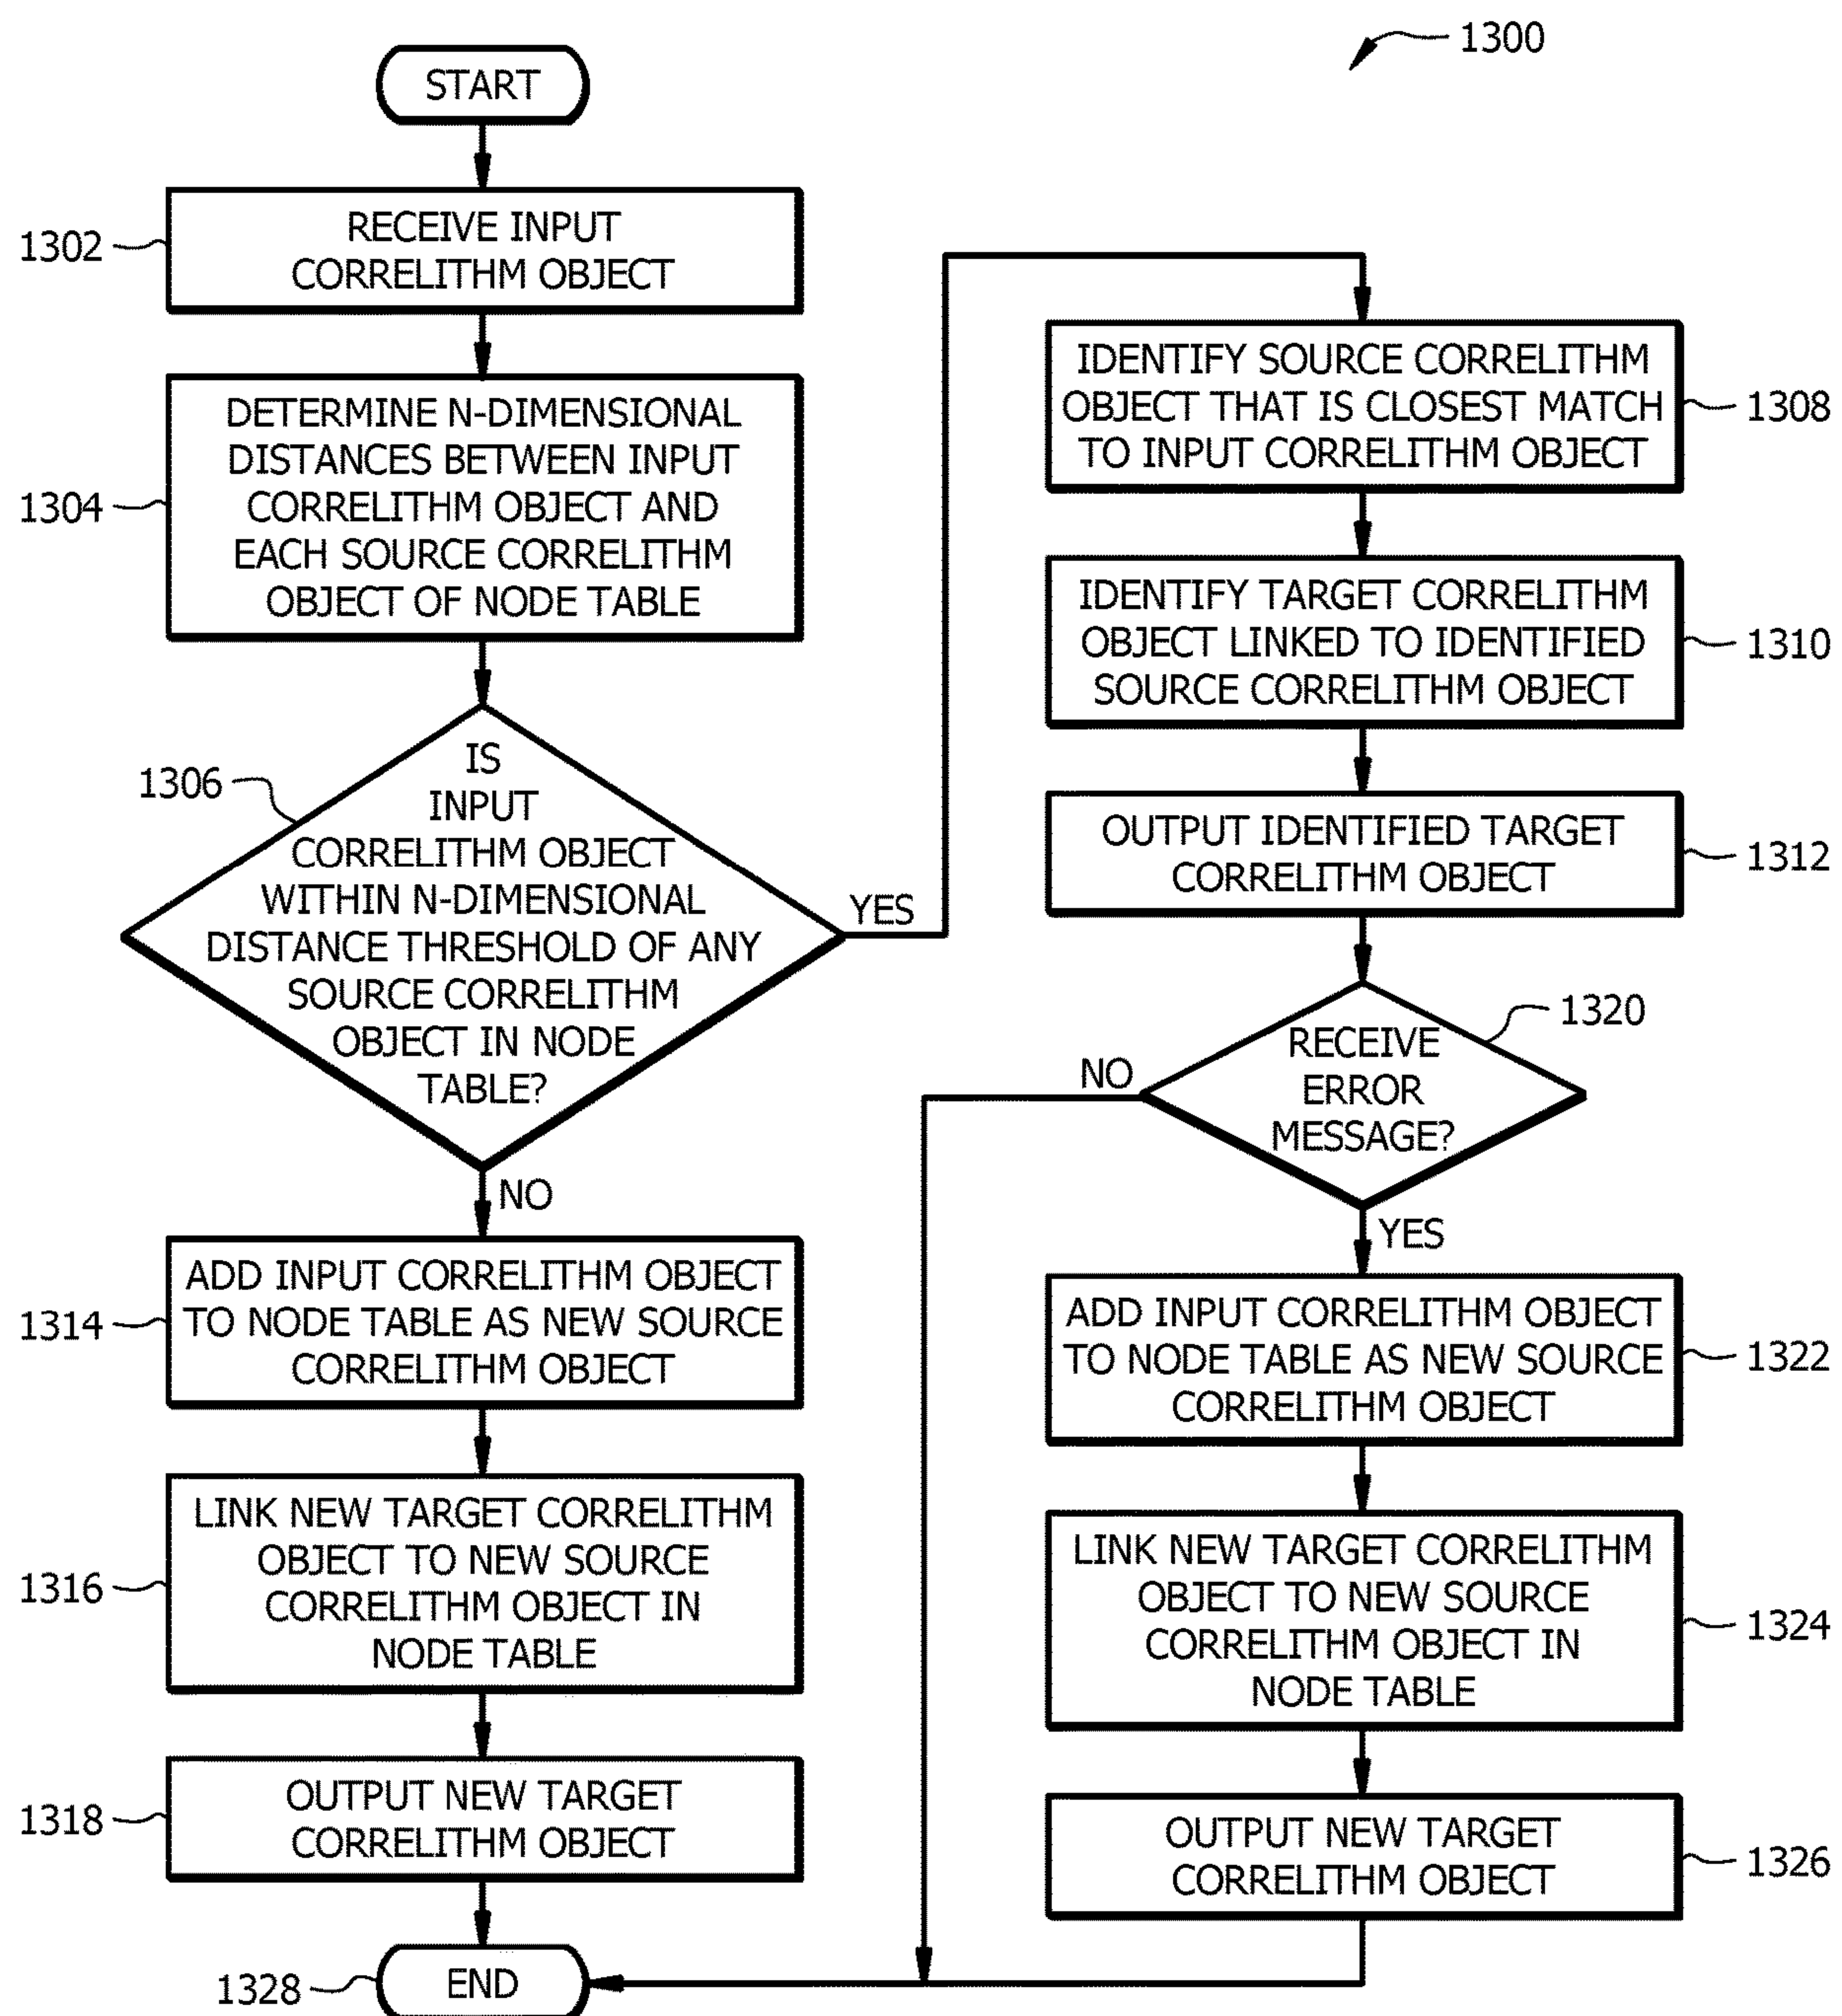 1300
START
1302
RECEIVE INPUT
CORRELITHM OBJECT
1304
DETERMINE N-DIMENSIONAL
DISTANCES BETWEEN INPUT
CORRELITHM OBJECT AND
EACH SOURCE CORRELITHM
OBJECT OF NODE TABLE
1306
IS
INPUT
CORRELITHM OBJECT
WITHIN N-DIMENSIONAL
DISTANCE THRESHOLD OF ANY
SOURCE CORRELITHM
OBJECT IN NODE
TABLE?
YES
NO
1314
ADD INPUT CORRELITHM OBJECT
TO NODE TABLE AS NEW SOURCE
CORRELITHM OBJECT
1316
LINK NEW TARGET CORRELITHM
OBJECT TO NEW SOURCE
CORRELITHM OBJECT IN
NODE TABLE
1318
OUTPUT NEW TARGET
CORRELITHM OBJECT
1328
END
IDENTIFY SOURCE CORRELITHM
OBJECT THAT IS CLOSEST MATCH
TO INPUT CORRELITHM OBJECT
1308
IDENTIFY TARGET CORRELITHM
OBJECT LINKED TO IDENTIFIED
SOURCE CORRELITHM OBJECT
1310
OUTPUT IDENTIFIED TARGET
CORRELITHM OBJECT
1312
1320
RECEIVE
ERROR
MESSAGE?
NO
YES
ADD INPUT CORRELITHM OBJECT
TO NODE TABLE AS NEW SOURCE
CORRELITHM OBJECT
1322
LINK NEW TARGET CORRELITHM
OBJECT TO NEW SOURCE
CORRELITHM OBJECT IN
NODE TABLE
1324
OUTPUT NEW TARGET
CORRELITHM OBJECT
1326